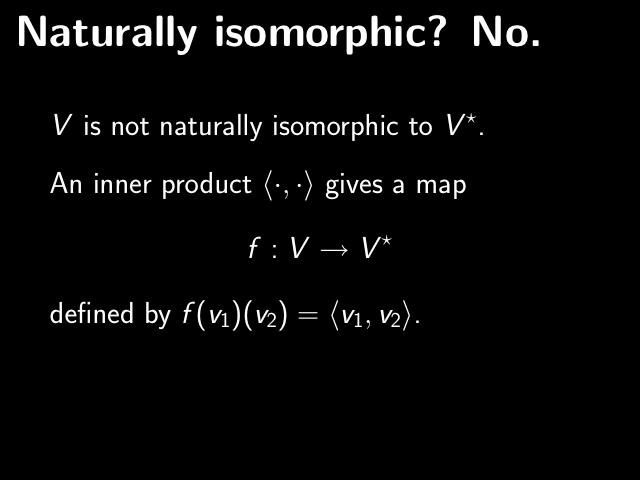 Naturally isomorphic? No.
V is not naturally isomorphic to V⋆.
An inner product ⟨·, ·⟩ gives a map
f : V → V⋆
defined by f(v₁)(v₂) = ⟨v₁, v₂⟩.